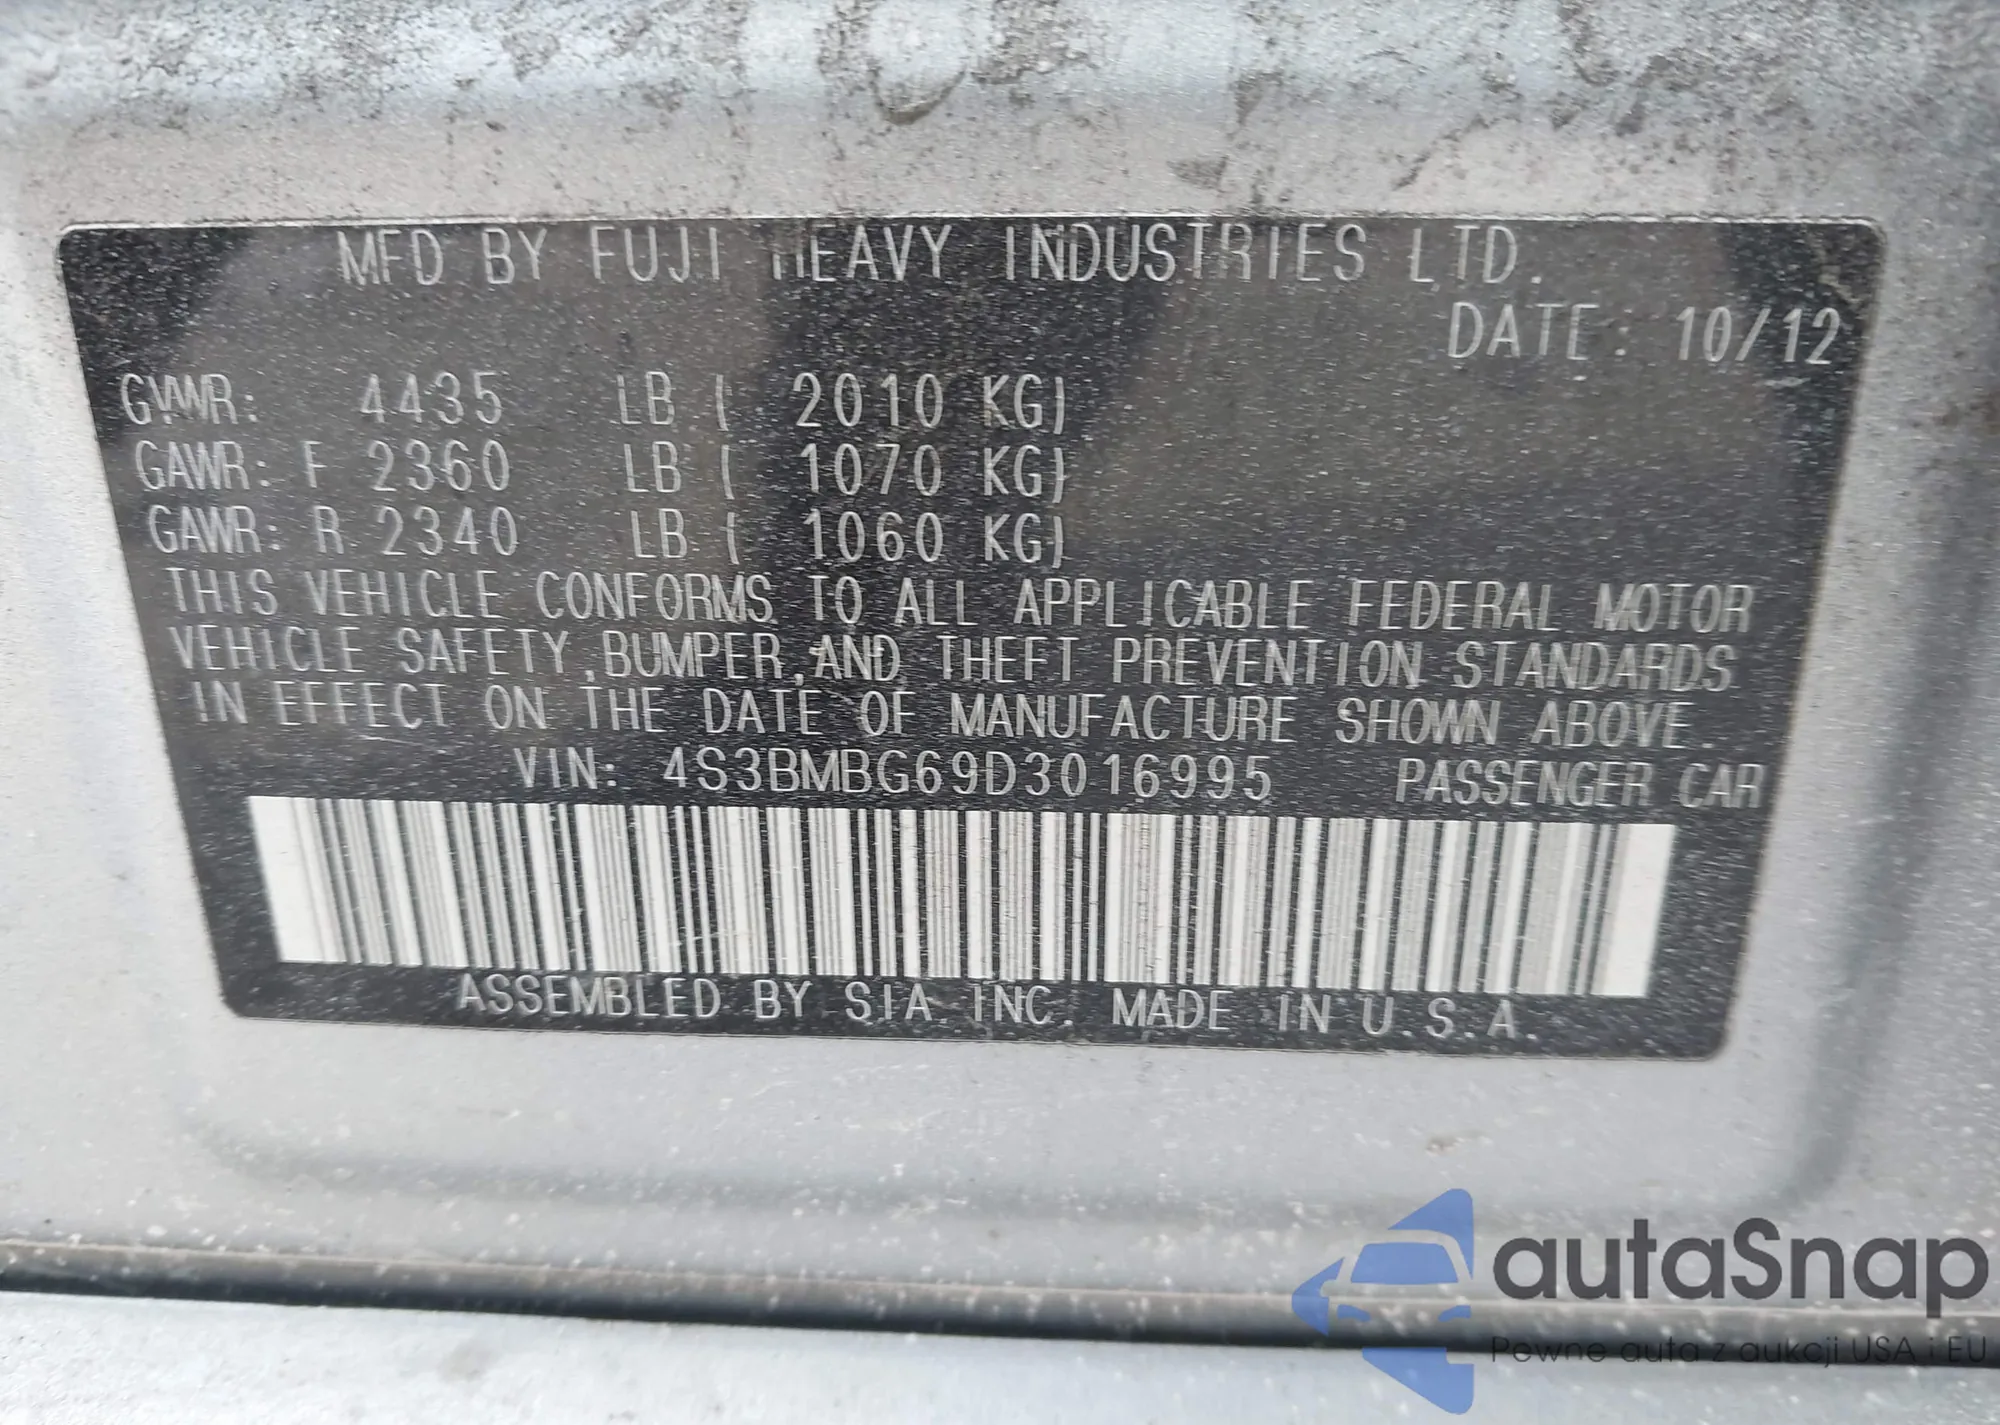 MFD BY FUJI HEAVY INDUSTRIES LTD.
DATE: 10/12
GVWR: 4435 LB ( 2010 KG)
GAWR: F 2360 LB ( 1070 KG)
GAWR: R 2340 LB ( 1060 KG)
THIS VEHICLE CONFORMS TO ALL APPLICABLE FEDERAL MOTOR
VEHICLE SAFETY,BUMPER,AND THEFT PREVENTION STANDARDS
IN EFFECT ON THE DATE OF MANUFACTURE SHOWN ABOVE.
VIN: 4S3BMBG69D3016995 PASSENGER CAR
ASSEMBLED BY SIA INC. MADE IN U.S.A.
autaSnap
Pewne auta z aukcji USA i EU